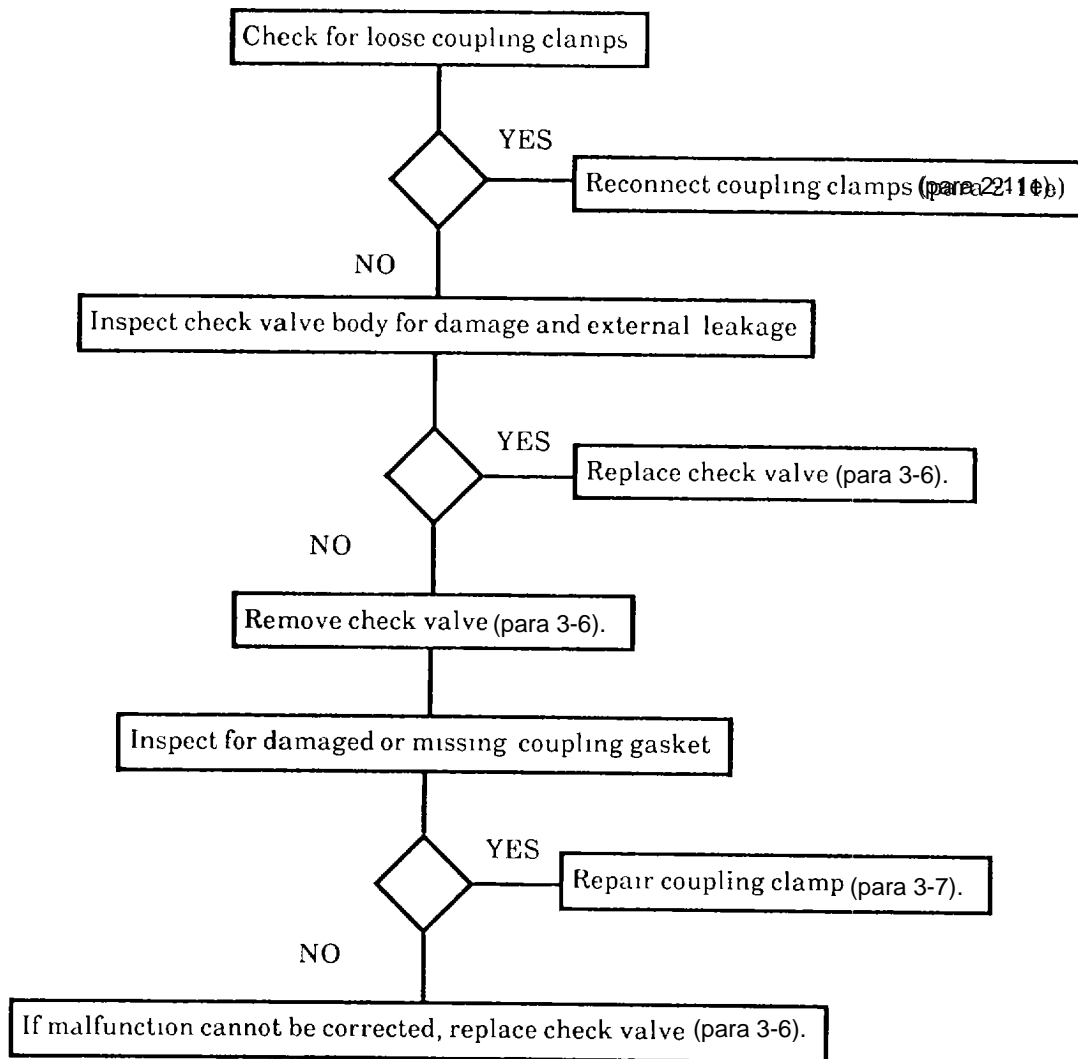 Check for loose coupling clamps
YES
Reconnect coupling clamps
NO
Inspect check valve body for damage and external leakage
YES
Replace check valve (para 3-6).
NO
Remove check valve (para 3-6).
Inspect for damaged or missing coupling gasket
YES
Repair coupling clamp (para 3-7).
NO
If malfunction cannot be corrected, replace check valve (para 3-6).